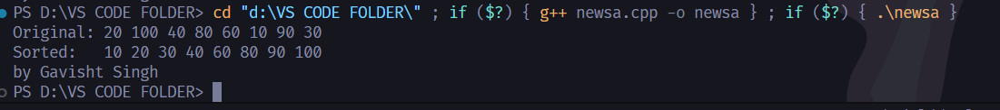 PS D:\VS CODE FOLDER> cd "d:\VS CODE FOLDER\" ; if ($?) { g++ newsa.cpp -o newsa } ; if ($?) { .\newsa }
Original: 20 100 40 80 60 10 90 30
Sorted:   10 20 30 40 60 80 90 100
by Gavisht Singh
PS D:\VS CODE FOLDER>